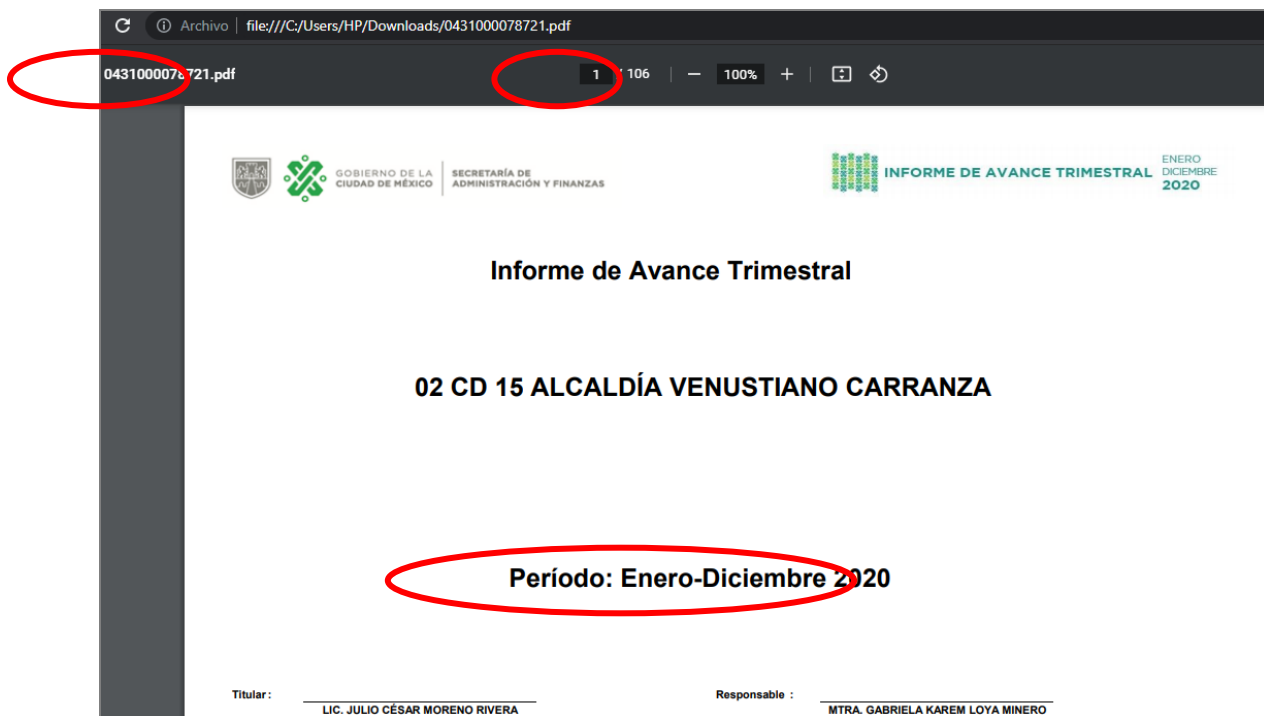 Archivo | file:///C:/Users/HP/Downloads/0431000078721.pdf
0431000078721.pdf
1 / 106 | − 100% + |
GOBIERNO DE LA CIUDAD DE MÉXICO
SECRETARÍA DE ADMINISTRACIÓN Y FINANZAS
INFORME DE AVANCE TRIMESTRAL
ENERO
DICIEMBRE
2020
Informe de Avance Trimestral
02 CD 15 ALCALDÍA VENUSTIANO CARRANZA
Período: Enero-Diciembre 2020
Titular :
LIC. JULIO CÉSAR MORENO RIVERA
Responsable :
MTRA. GABRIELA KAREM LOYA MINERO